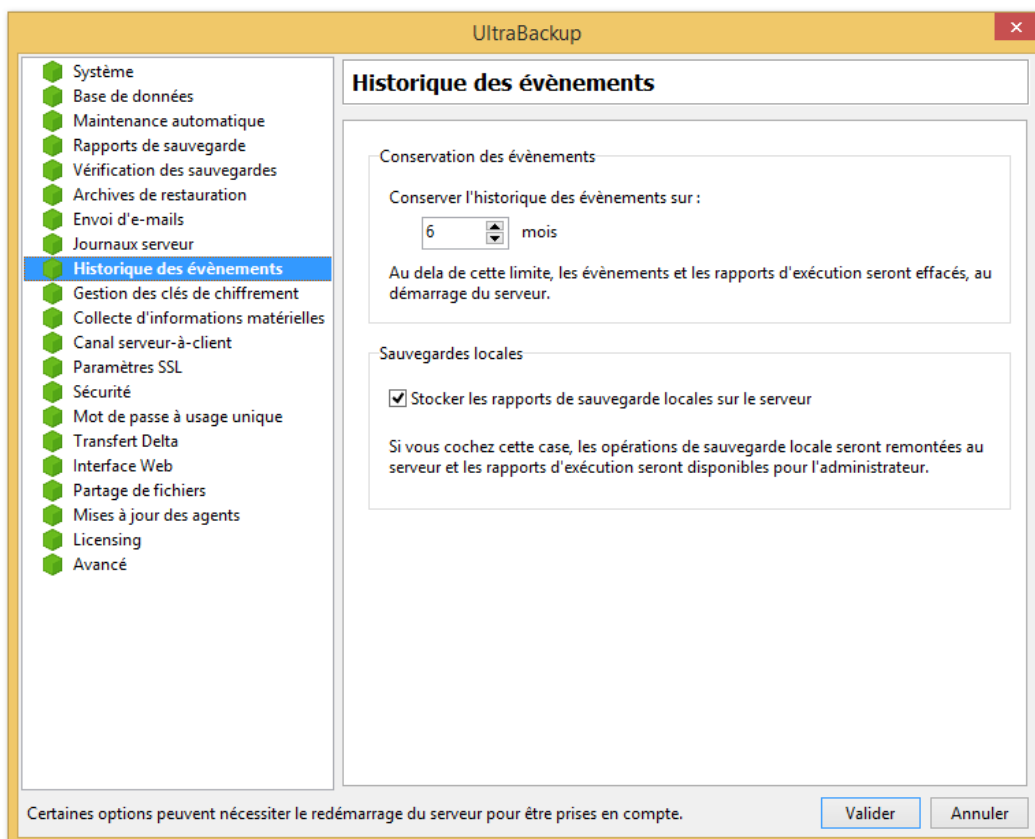 UltraBackup
Système
Base de données
Maintenance automatique
Rapports de sauvegarde
Vérification des sauvegardes
Archives de restauration
Envoi d'e-mails
Journaux serveur
Historique des évènements
Gestion des clés de chiffrement
Collecte d'informations matérielles
Canal serveur-à-client
Paramètres SSL
Sécurité
Mot de passe à usage unique
Transfert Delta
Interface Web
Partage de fichiers
Mises à jour des agents
Licensing
Avancé
Historique des évènements
Conservation des évènements
Conserver l'historique des évènements sur :
6 mois
Au dela de cette limite, les évènements et les rapports d'exécution seront effacés, au
démarrage du serveur.
Sauvegardes locales
Stocker les rapports de sauvegarde locales sur le serveur
Si vous cochez cette case, les opérations de sauvegarde locale seront remontées au
serveur et les rapports d'exécution seront disponibles pour l'administrateur.
Certaines options peuvent nécessiter le redémarrage du serveur pour être prises en compte.
Valider
Annuler